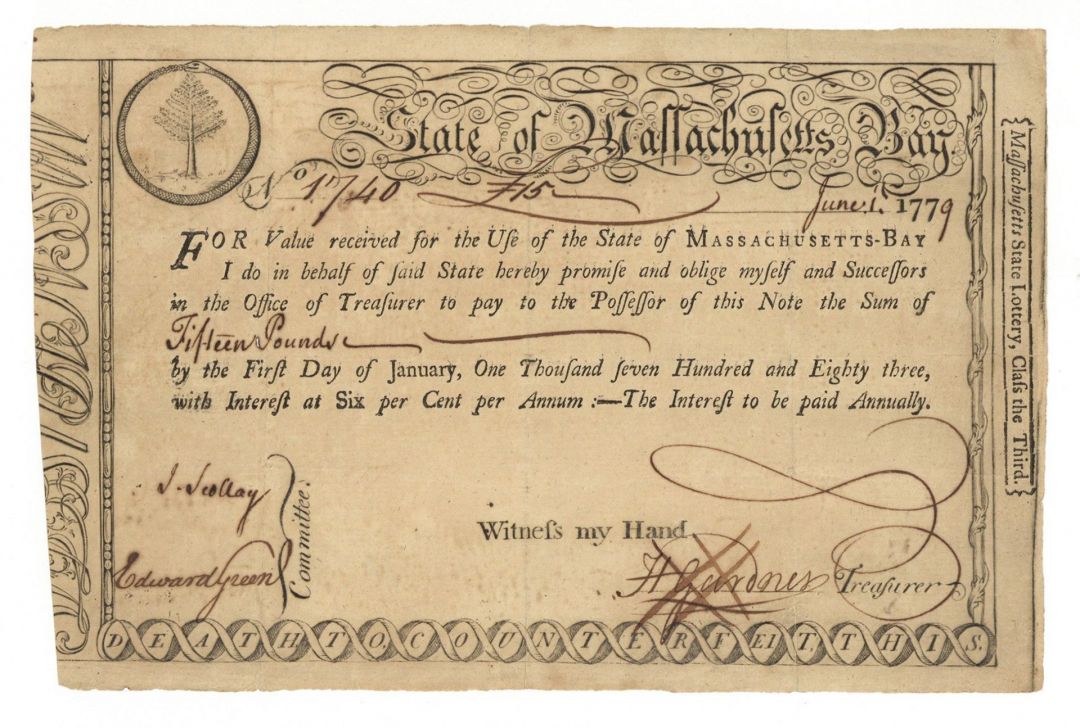 State of Maſſachuſetts Bay
No. 1740 £15 June 1. 1779
FOR Value received for the Uſe of the State of MASSACHUSETTS-BAY
I do in behalf of ſaid State hereby promiſe and oblige myſelf and Succeſſors
in the Office of Treaſurer to pay to the Poſſeſſor of this Note the Sum of
Fifteen Pounds
by the Firſt Day of January, One Thouſand ſeven Hundred and Eighty three,
with Intereſt at Six per Cent per Annum :—The Intereſt to be paid Annually.
J. Scollay
Edward Green
Committee.
Witneſs my Hand
H Gardner Treaſurer
DEATH TO. COUNTERFEIT. THIS.
Maſſachuſetts State Lottery, Claſs the Third.